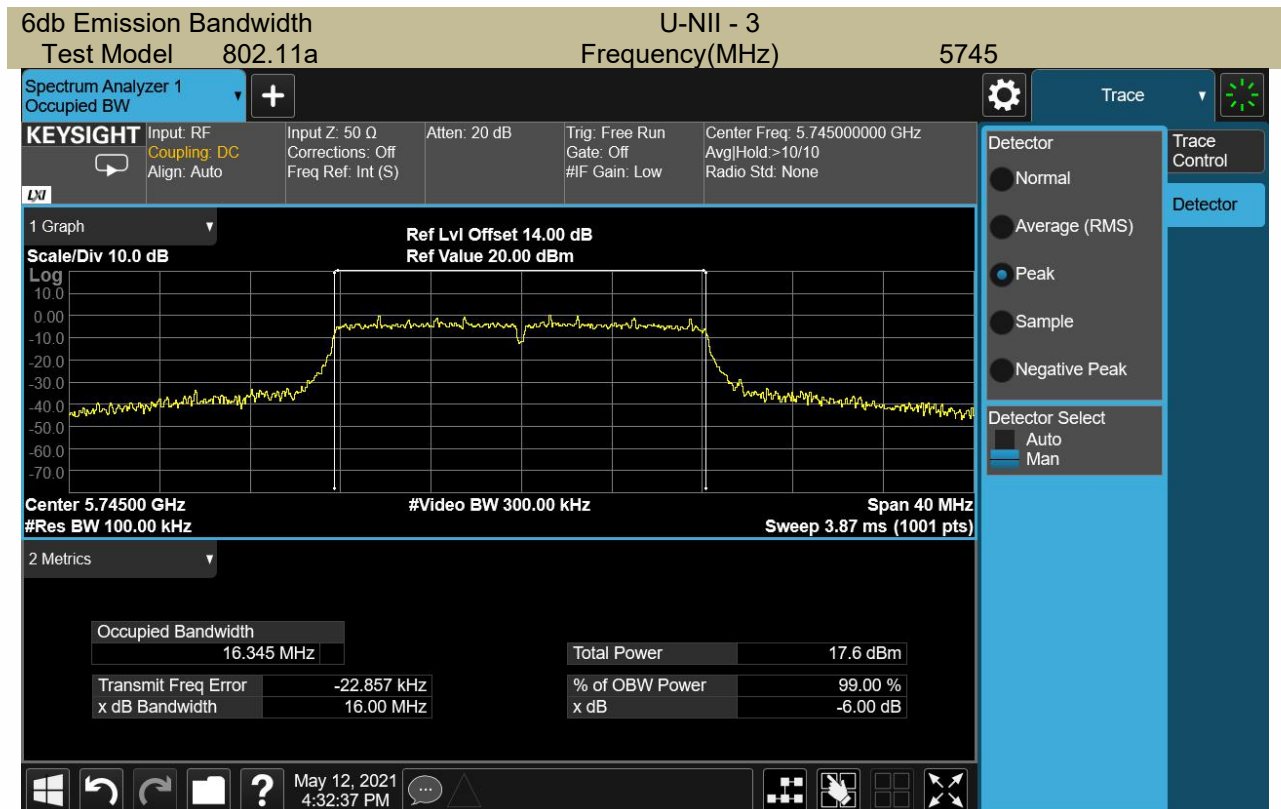 6db Emission Bandwidth U-NII - 3
Test Model 802.11a Frequency(MHz) 5745
Spectrum Analyzer 1
Occupied BW
Trace
KEYSIGHT Input: RF Input Z: 50 Ω Atten: 20 dB Trig: Free Run Center Freq: 5.745000000 GHz
Coupling: DC Corrections: Off Gate: Off Avg|Hold:>10/10
Align: Auto Freq Ref: Int (S) #IF Gain: Low Radio Std: None
LXI
Detector
Normal
Average (RMS)
Peak
Sample
Negative Peak
Detector Select
Auto
Man
Trace
Control
Detector
1 Graph
Ref Lvl Offset 14.00 dB
Scale/Div 10.0 dB Ref Value 20.00 dBm
Log
10.0
0.00
-10.0
-20.0
-30.0
-40.0
-50.0
-60.0
-70.0
Center 5.74500 GHz #Video BW 300.00 kHz Span 40 MHz
#Res BW 100.00 kHz Sweep 3.87 ms (1001 pts)
2 Metrics
Occupied Bandwidth
16.345 MHz Total Power 17.6 dBm
Transmit Freq Error -22.857 kHz % of OBW Power 99.00 %
x dB Bandwidth 16.00 MHz x dB -6.00 dB
May 12, 2021
4:32:37 PM